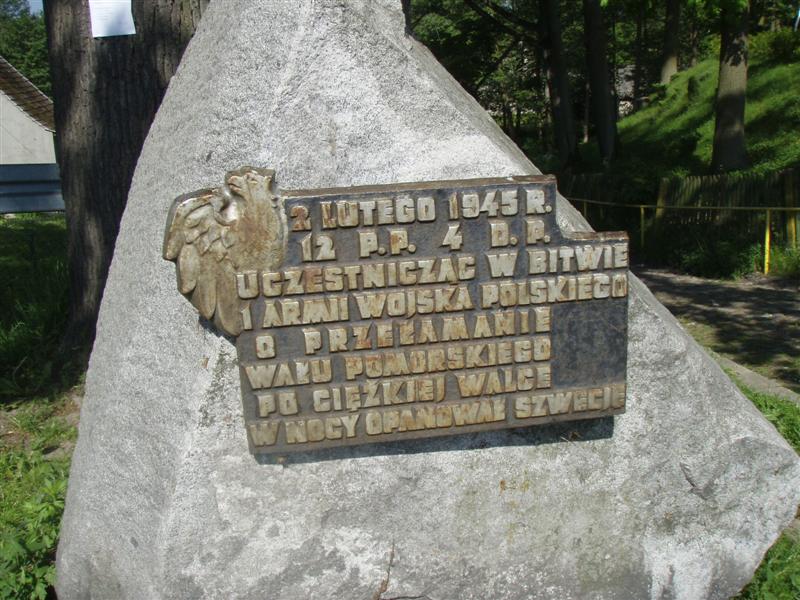 2 LUTEGO 1945 R.
12 P.P. 4 D.P.
UCZESTNICZĄC W BITWIE
1 ARMII WOJSKA POLSKIEGO
O PRZEŁAMANIE
WAŁU POMORSKIEGO
PO CIĘŻKIEJ WALCE
W NOCY OPANOWAŁ SZWECJĘ